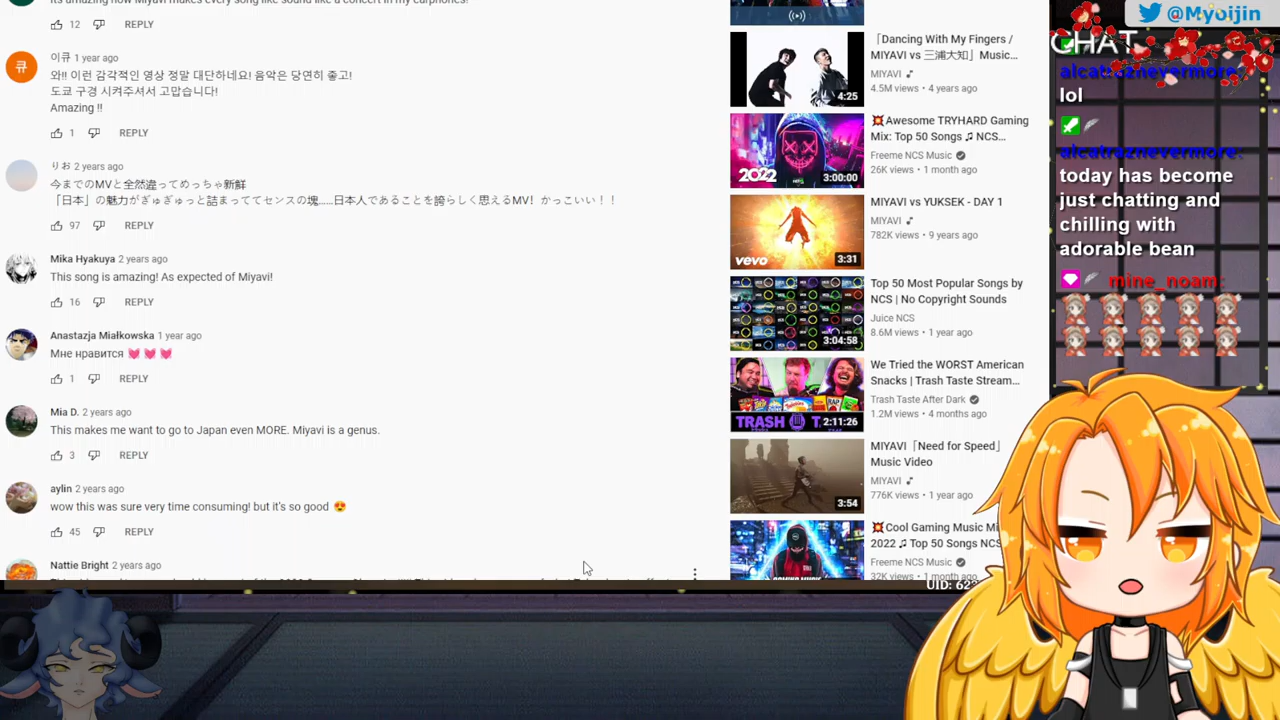 Its amazing how Miyavi makes every song like sound like a concert in my earphones!
12 REPLY
큐
이큐 1 year ago
와!! 이런 감각적인 영상 정말 대단하네요! 음악은 당연히 좋고!
도쿄 구경 시켜주셔서 고맙습니다!
Amazing !!
1 REPLY
りお 2 years ago
今までのMVと全然違ってめっちゃ新鮮
「日本」の魅力がぎゅぎゅっと詰まっててセンスの塊......日本人であることを誇らしく思えるMV！かっこいい！！
97 REPLY
Mika Hyakuya 2 years ago
This song is amazing! As expected of Miyavi!
16 REPLY
Anastazja Miałkowska 1 year ago
Мне нравится
1 REPLY
Mia D. 2 years ago
This makes me want to go to Japan even MORE. Miyavi is a genus.
3 REPLY
aylin 2 years ago
wow this was sure very time consuming! but it's so good 😍
45 REPLY
Nattie Bright 2 years ago
「Dancing With My Fingers /
MIYAVI vs 三浦大知」Music...
MIYAVI
4.5M views • 4 years ago
4:25
💥Awesome TRYHARD Gaming
Mix: Top 50 Songs ♫ NCS...
Freeme NCS Music
26K views • 1 month ago
2022
3:00:00
MIYAVI vs YUKSEK - DAY 1
MIYAVI
782K views • 9 years ago
vevo
3:31
Top 50 Most Popular Songs by
NCS | No Copyright Sounds
Juice NCS
8.6M views • 1 year ago
3:04:58
We Tried the WORST American
Snacks | Trash Taste Stream...
Trash Taste After Dark
1.2M views • 4 months ago
TRASH T
2:11:26
MIYAVI「Need for Speed」
Music Video
MIYAVI
776K views • 1 year ago
3:54
💥Cool Gaming Music Mi
2022 ♫ Top 50 Songs NCS
Freeme NCS Music
32K views • 1 month ago
@Myoijin
CHAT
alcatraznevermore:
lol
alcatraznevermore:
today has become
just chatting and
chilling with
adorable bean
mine_noam: